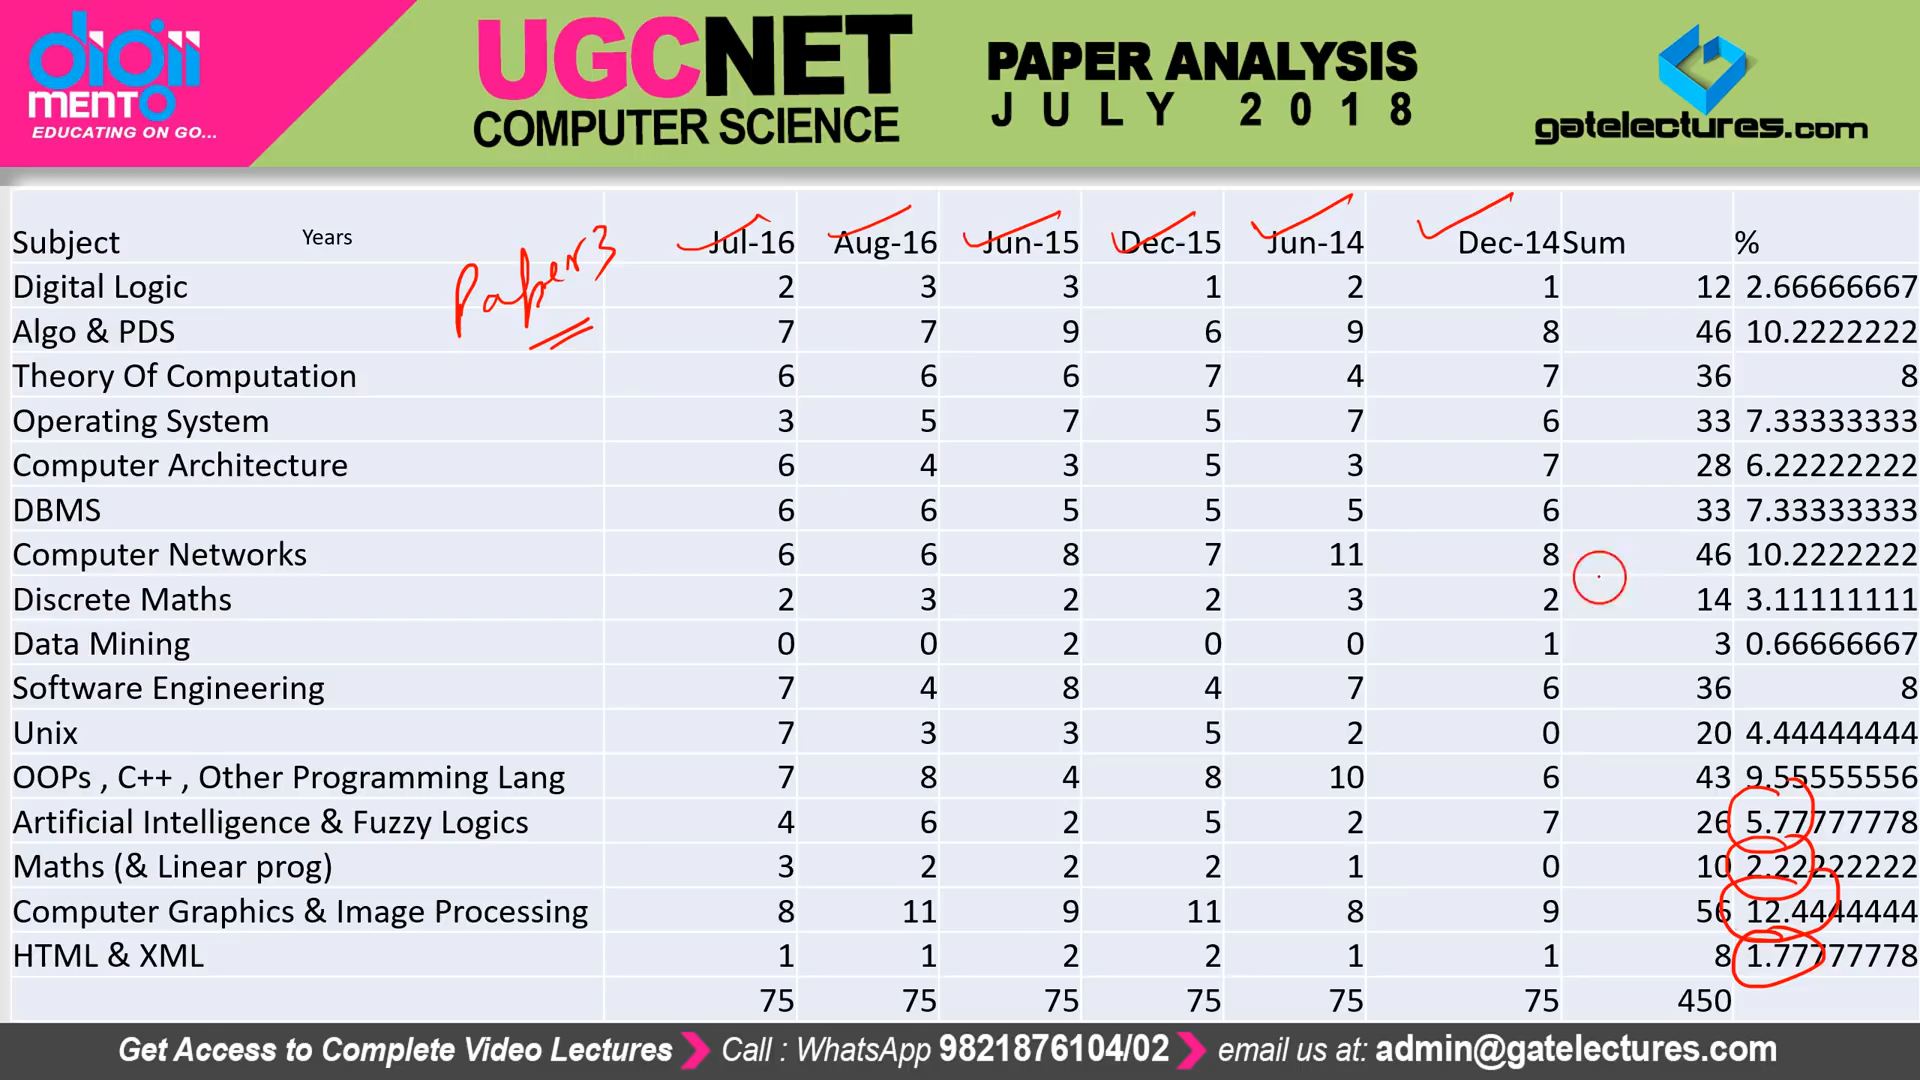 digii
MENTO
EDUCATING ON GO...
UGCNET
COMPUTER SCIENCE
PAPER ANALYSIS
JULY 2018
gatelectures.com
Subject Years Jul-16 Aug-16 Jun-15 Dec-15 Jun-14 Dec-14 Sum %
Paper 3
Digital Logic 2 3 3 1 2 1 12 2.66666667
Algo & PDS 7 7 9 6 9 8 46 10.2222222
Theory Of Computation 6 6 6 7 4 7 36 8
Operating System 3 5 7 5 7 6 33 7.33333333
Computer Architecture 6 4 3 5 3 7 28 6.22222222
DBMS 6 6 5 5 5 6 33 7.33333333
Computer Networks 6 6 8 7 11 8 46 10.2222222
Discrete Maths 2 3 2 2 3 2 14 3.11111111
Data Mining 0 0 2 0 0 1 3 0.66666667
Software Engineering 7 4 8 4 7 6 36 8
Unix 7 3 3 5 2 0 20 4.44444444
OOPs , C++ , Other Programming Lang 7 8 4 8 10 6 43 9.55555556
Artificial Intelligence & Fuzzy Logics 4 6 2 5 2 7 26 5.77777778
Maths (& Linear prog) 3 2 2 2 1 0 10 2.22222222
Computer Graphics & Image Processing 8 11 9 11 8 9 56 12.4444444
HTML & XML 1 1 2 2 1 1 8 1.77777778
75 75 75 75 75 75 450
Get Access to Complete Video Lectures Call : WhatsApp 9821876104/02 email us at: admin@gatelectures.com